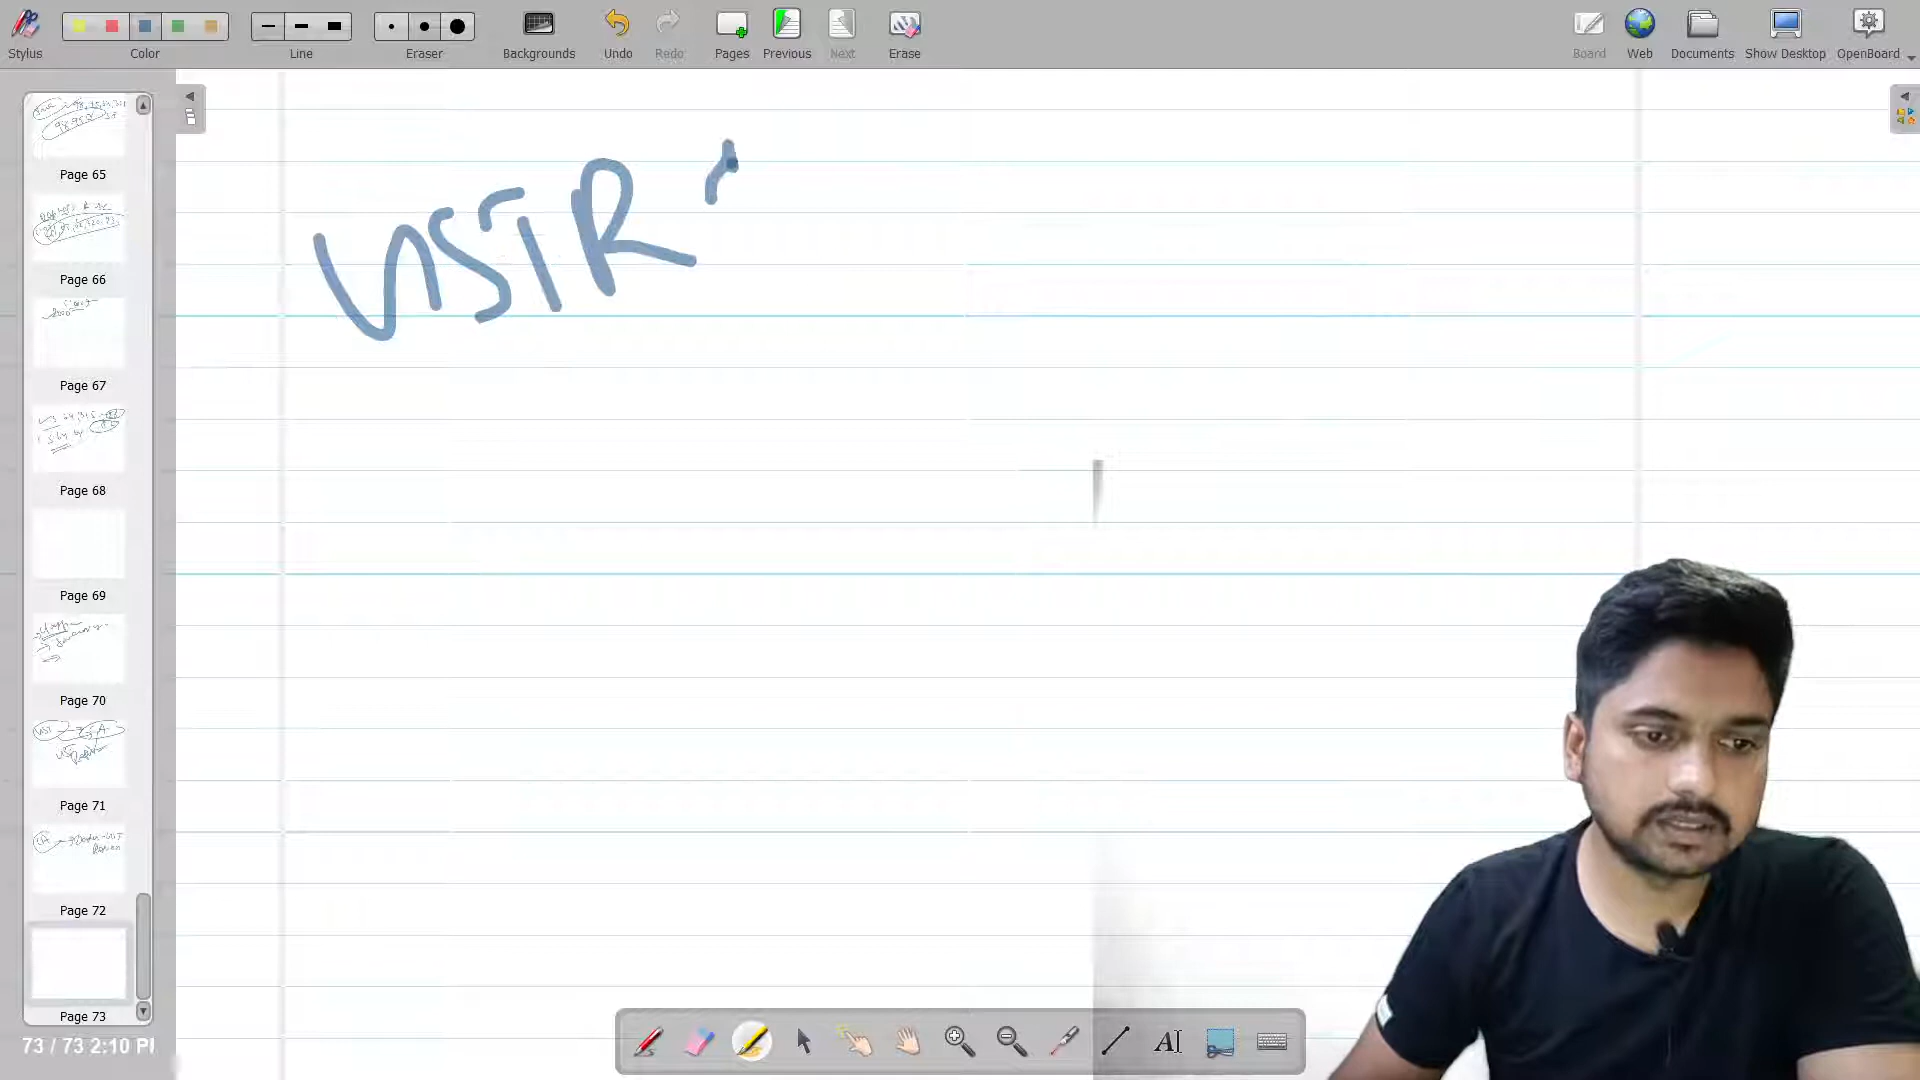 Stylus
Color
Line
Eraser
Backgrounds
Undo
Redo
Pages
Previous
Next
Erase
Board
Web
Documents
Show Desktop
OpenBoard
USTR
Page 65
Page 66
Page 67
Page 68
Page 69
Page 70
Page 71
Page 72
Page 73
73 / 73 2:10 PM